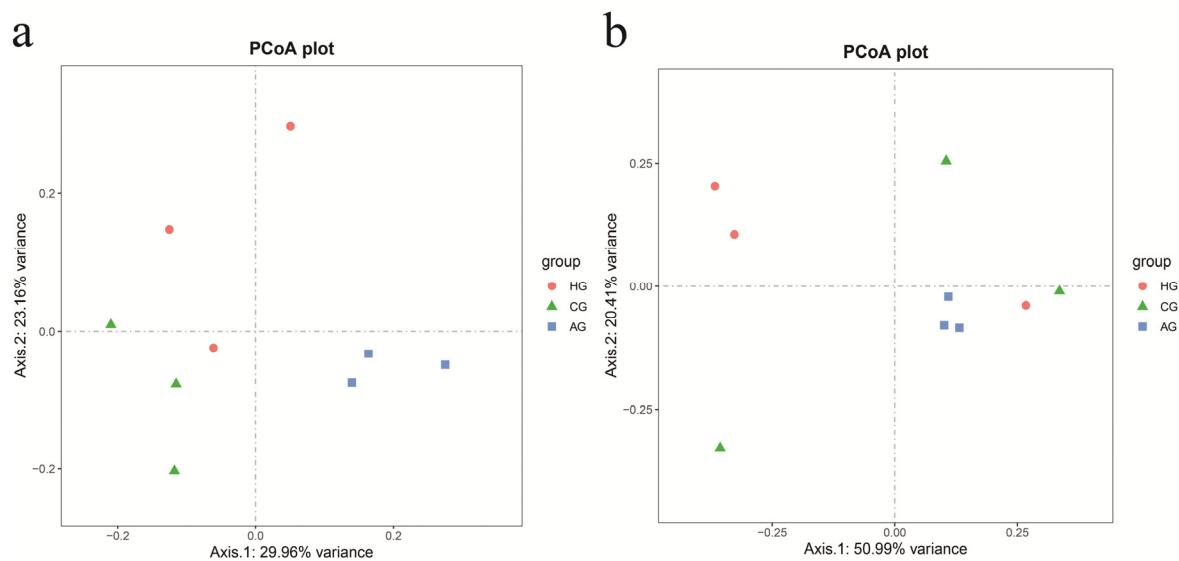 a
PCoA plot
0.2
0.0
−0.2
Axis.2: 23.16% variance
−0.2
0.0
0.2
Axis.1: 29.96% variance
group
HG
CG
AG
b
PCoA plot
0.25
0.00
−0.25
Axis.2: 20.41% variance
−0.25
0.00
0.25
Axis.1: 50.99% variance
group
HG
CG
AG